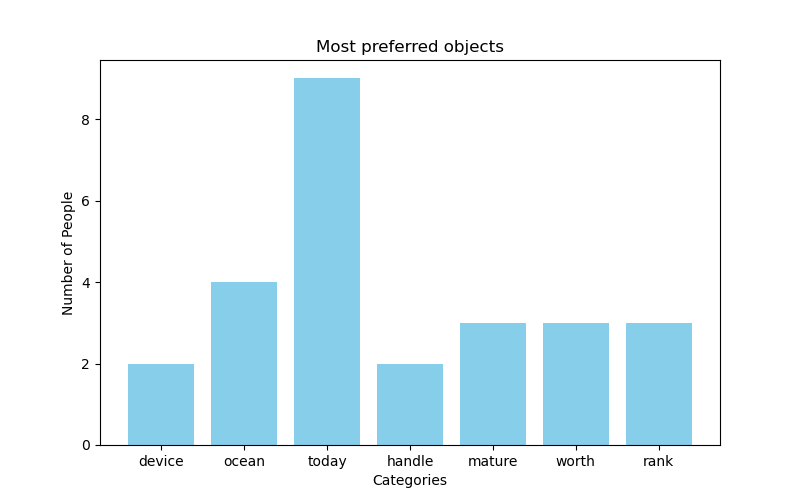 Most preferred objects
Number of People
8
6
4
2
0
device ocean today handle mature worth rank
Categories